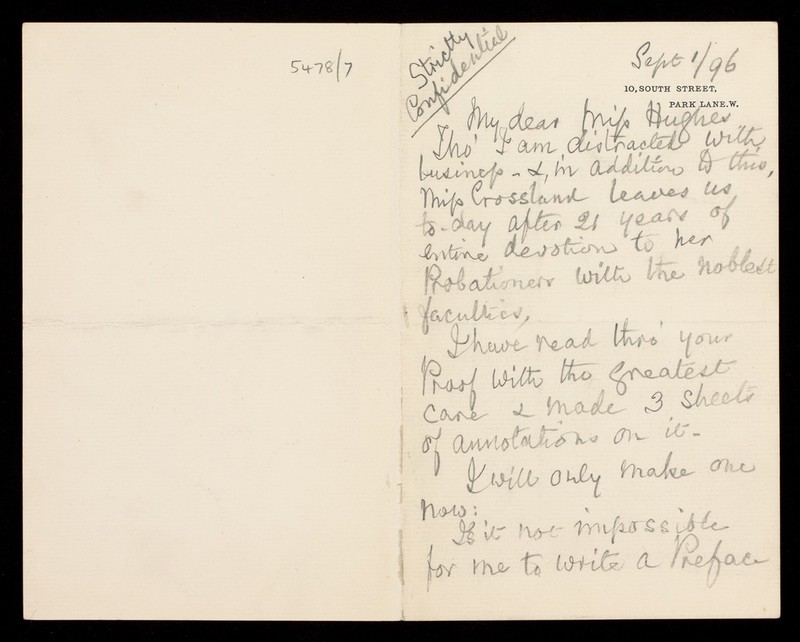 5478/7
Strictly
Confidential
Sept 1/96
10, SOUTH STREET,
PARK LANE. W.
My dear Miss Hughes
Tho' I am distracted with
business - &, in addition to this,
Miss Crossland leaves us
to-day after 21 years of
entire devotion to her
Probationers with the noblest
faculties,
I have read thro' your
Proof with the greatest
care & made 3 sheets
of annotations on it -
I will only make one
now:
Is it not impossible
for me to write a Preface